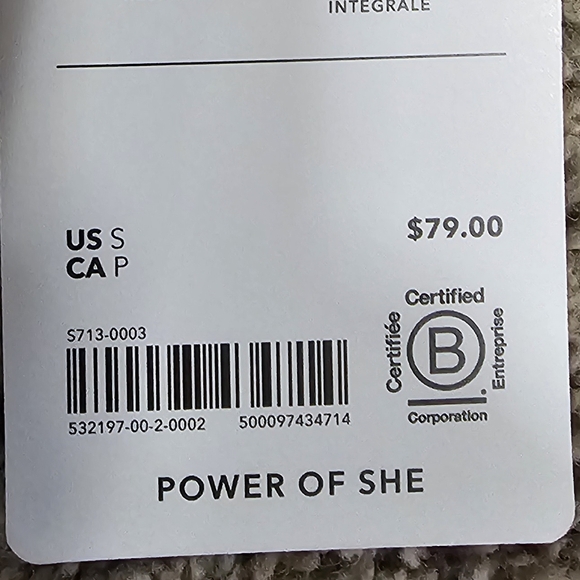 INTEGRALE
US S
CA P
$79.00
S713-0003
532197-00-2-0002 500097434714
Certified
Certifiée
B
Entreprise
Corporation
POWER OF SHE